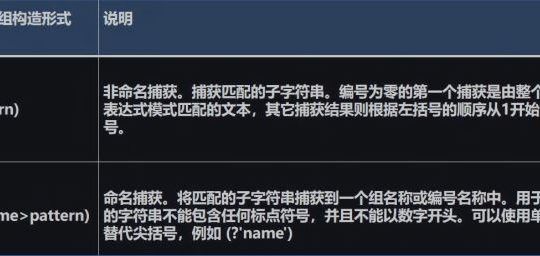 组构造形式 说明
非命名捕获。捕获匹配的子字符串。编号为零的第一个捕获是由整个
rn) 表达式模式匹配的文本，其它捕获结果则根据左括号的顺序从1开始
号。
命名捕获。将匹配的子字符串捕获到一个组名称或编号名称中。用于
me>pattern) 的字符串不能包含任何标点符号，并且不能以数字开头。可以使用单
替代尖括号，例如 (?'name')